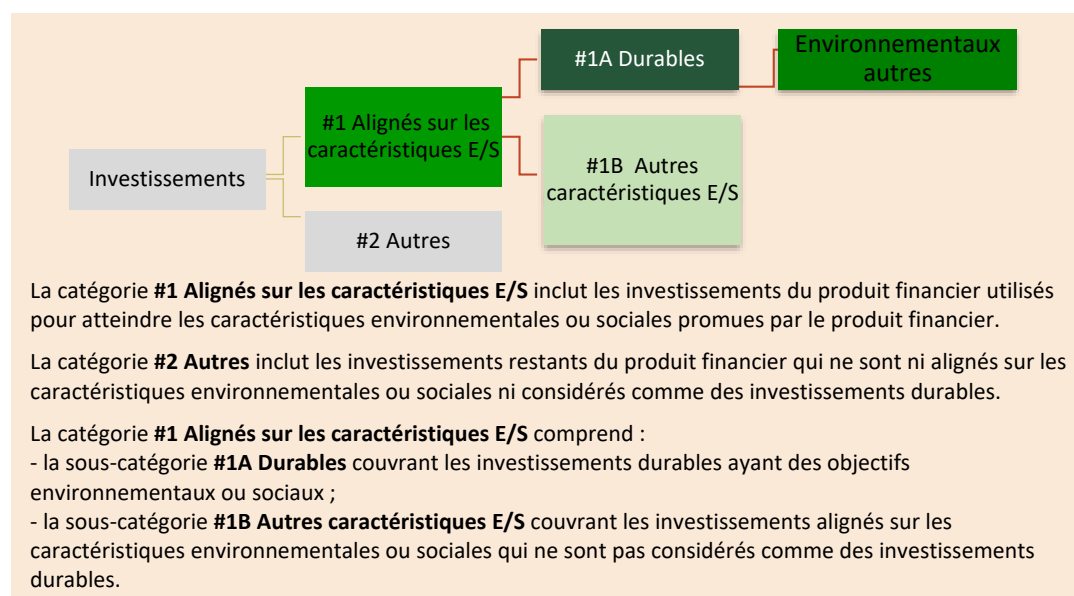 #1A Durables
Environnementaux
autres
#1 Alignés sur les
caractéristiques E/S
Investissements
#1B Autres
caractéristiques E/S
#2 Autres
La catégorie #1 Alignés sur les caractéristiques E/S inclut les investissements du produit financier utilisés
pour atteindre les caractéristiques environnementales ou sociales promues par le produit financier.
La catégorie #2 Autres inclut les investissements restants du produit financier qui ne sont ni alignés sur les
caractéristiques environnementales ou sociales ni considérés comme des investissements durables.
La catégorie #1 Alignés sur les caractéristiques E/S comprend :
- la sous-catégorie #1A Durables couvrant les investissements durables ayant des objectifs
environnementaux ou sociaux ;
- la sous-catégorie #1B Autres caractéristiques E/S couvrant les investissements alignés sur les
caractéristiques environnementales ou sociales qui ne sont pas considérés comme des investissements
durables.